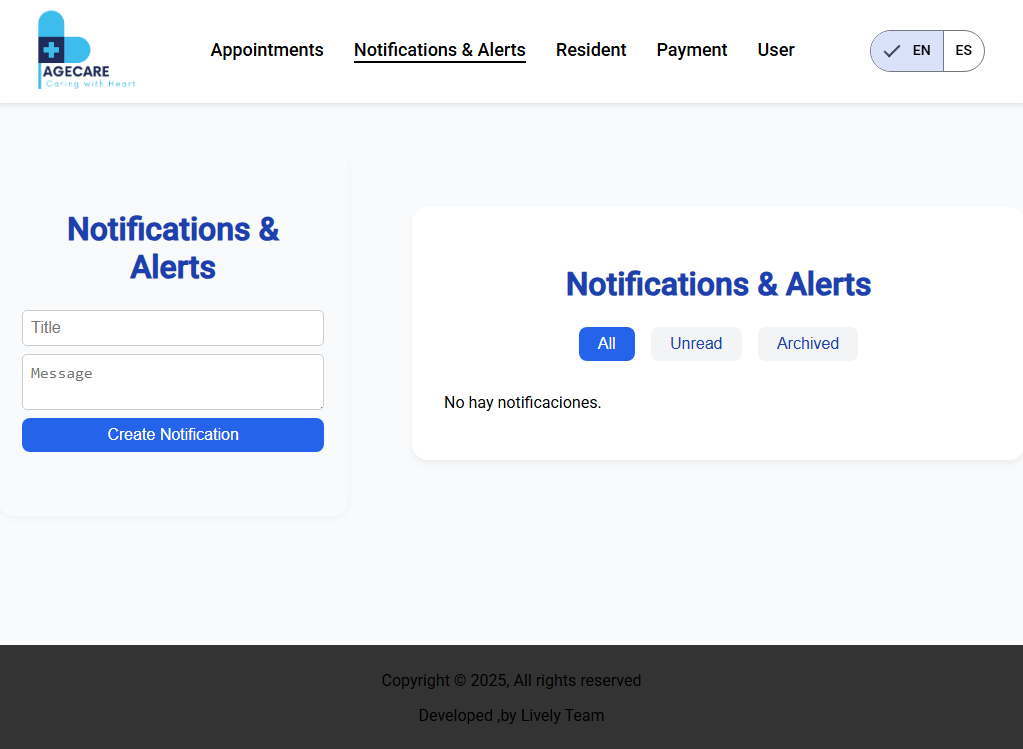 AGECARE
Caring with Heart
Appointments
Notifications & Alerts
Resident
Payment
User
EN
ES
Notifications &
Alerts
Title
Message
Create Notification
Notifications & Alerts
All
Unread
Archived
No hay notificaciones.
Copyright © 2025, All rights reserved
Developed ,by Lively Team